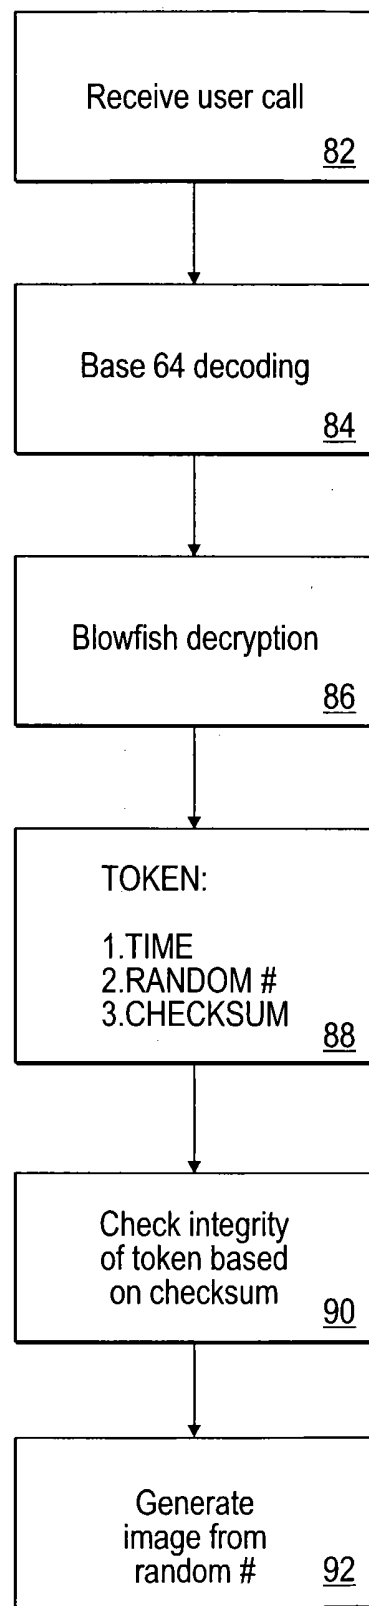 Receive user call
82
Base 64 decoding
84
Blowfish decryption
86
TOKEN:
1.TIME
2.RANDOM #
3.CHECKSUM
88
Check integrity
of token based
on checksum
90
Generate
image from
random #
92